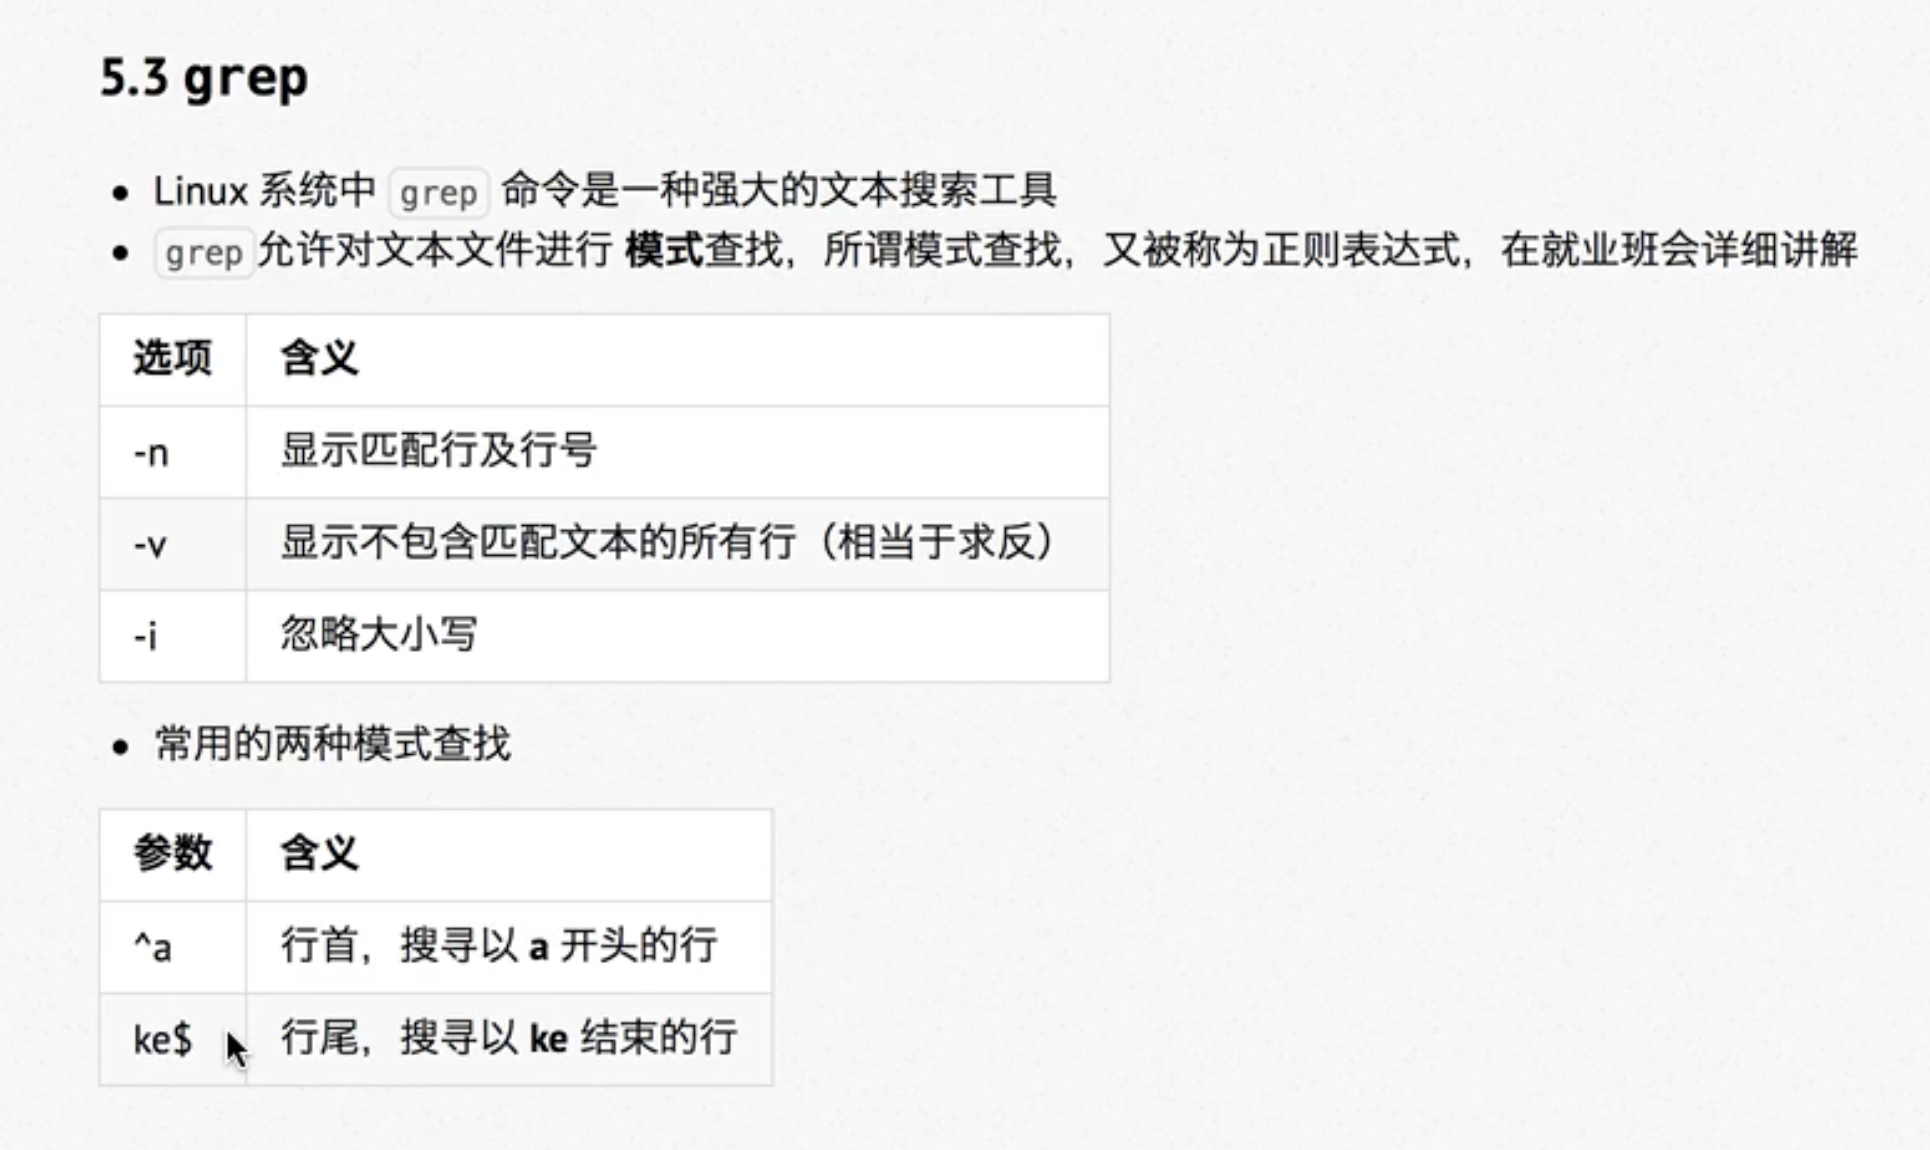 5.3 grep
Linux 系统中 grep 命令是一种强大的文本搜索工具
grep允许对文本文件进行 模式查找，所谓模式查找，又被称为正则表达式，在就业班会详细讲解
选项 含义
-n 显示匹配行及行号
-v 显示不包含匹配文本的所有行（相当于求反）
-i 忽略大小写
常用的两种模式查找
参数 含义
^a 行首，搜寻以 a 开头的行
ke$ 行尾，搜寻以 ke 结束的行